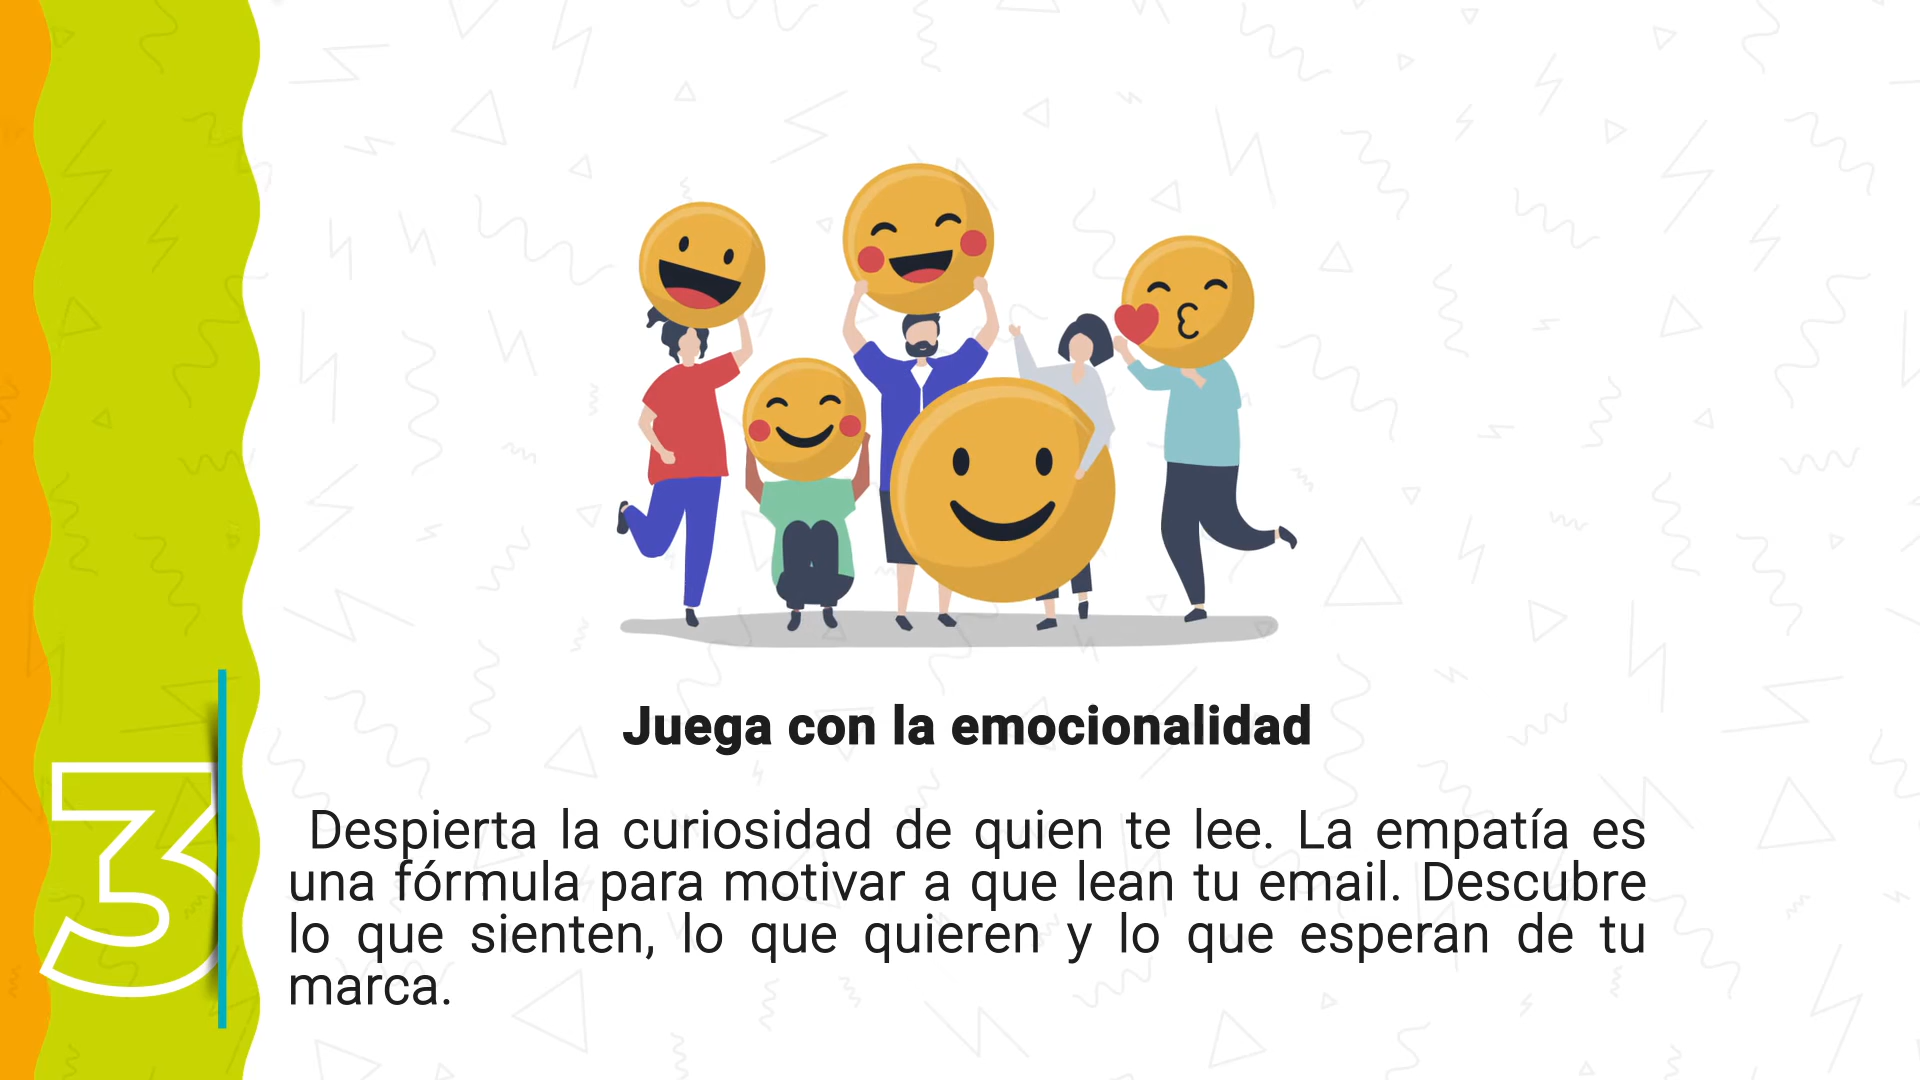 Juega con la emocionalidad
Despierta la curiosidad de quien te lee. La empatía es
una fórmula para motivar a que lean tu email. Descubre
lo que sienten, lo que quieren y lo que esperan de tu
marca.
3